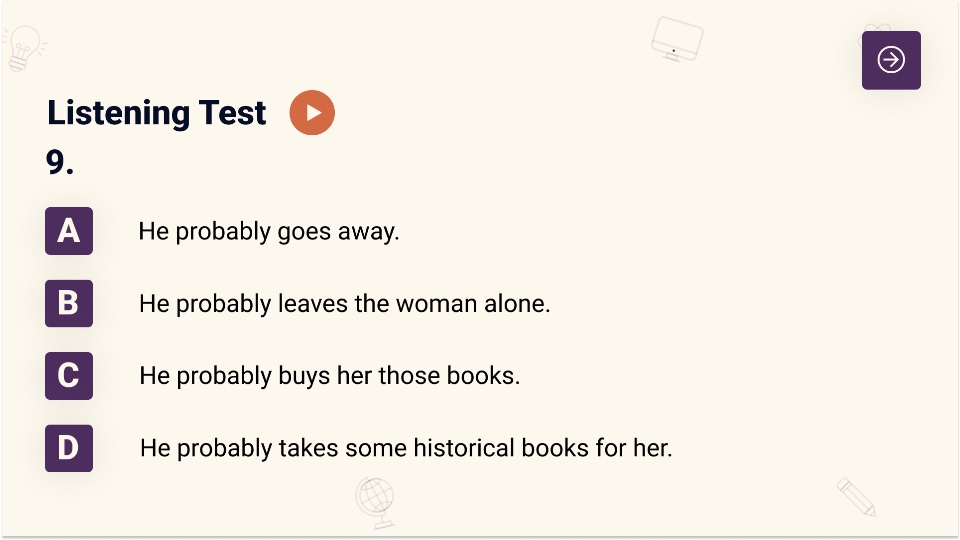 Listening Test
9.
A He probably goes away.
B He probably leaves the woman alone.
C He probably buys her those books.
D He probably takes some historical books for her.